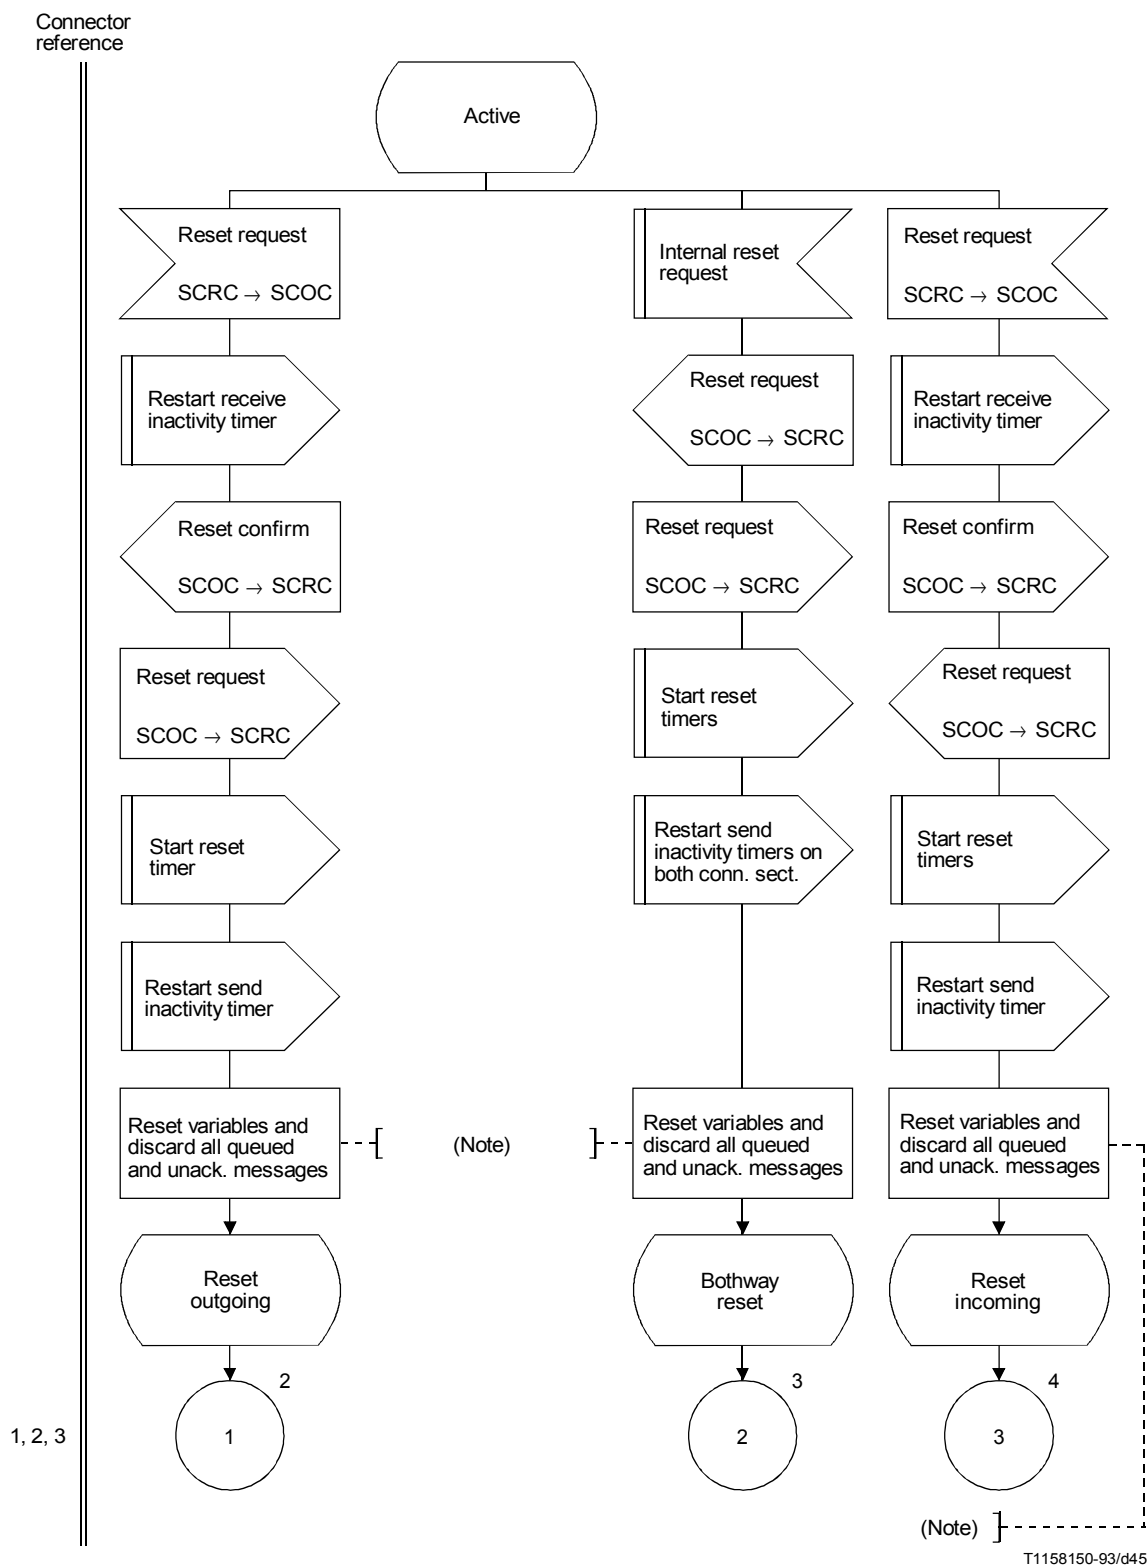 Connector
reference
Active
Reset request
SCRC → SCOC
Internal reset
request
Reset request
SCRC → SCOC
Restart receive
inactivity timer
Reset request
SCOC → SCRC
Restart receive
inactivity timer
Reset confirm
SCOC → SCRC
Reset request
SCOC → SCRC
Reset confirm
SCOC → SCRC
Reset request
SCOC → SCRC
Start reset
timers
Reset request
SCOC → SCRC
Start reset
timer
Restart send
inactivity timers on
both conn. sect.
Start reset
timers
Restart send
inactivity timer
Restart send
inactivity timer
Reset variables and
discard all queued
and unack. messages
(Note)
Reset variables and
discard all queued
and unack. messages
Reset variables and
discard all queued
and unack. messages
Reset
outgoing
Bothway
reset
Reset
incoming
2
3
4
1, 2, 3
1
2
3
(Note)
T1158150-93/d45